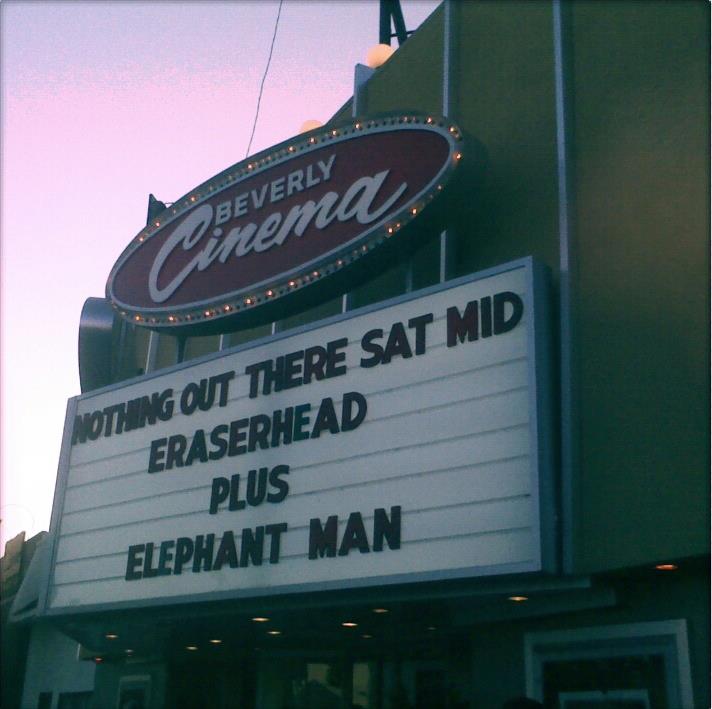 BEVERLY
Cinema
NOTHING OUT THERE SAT MID
ERASERHEAD
PLUS
ELEPHANT MAN